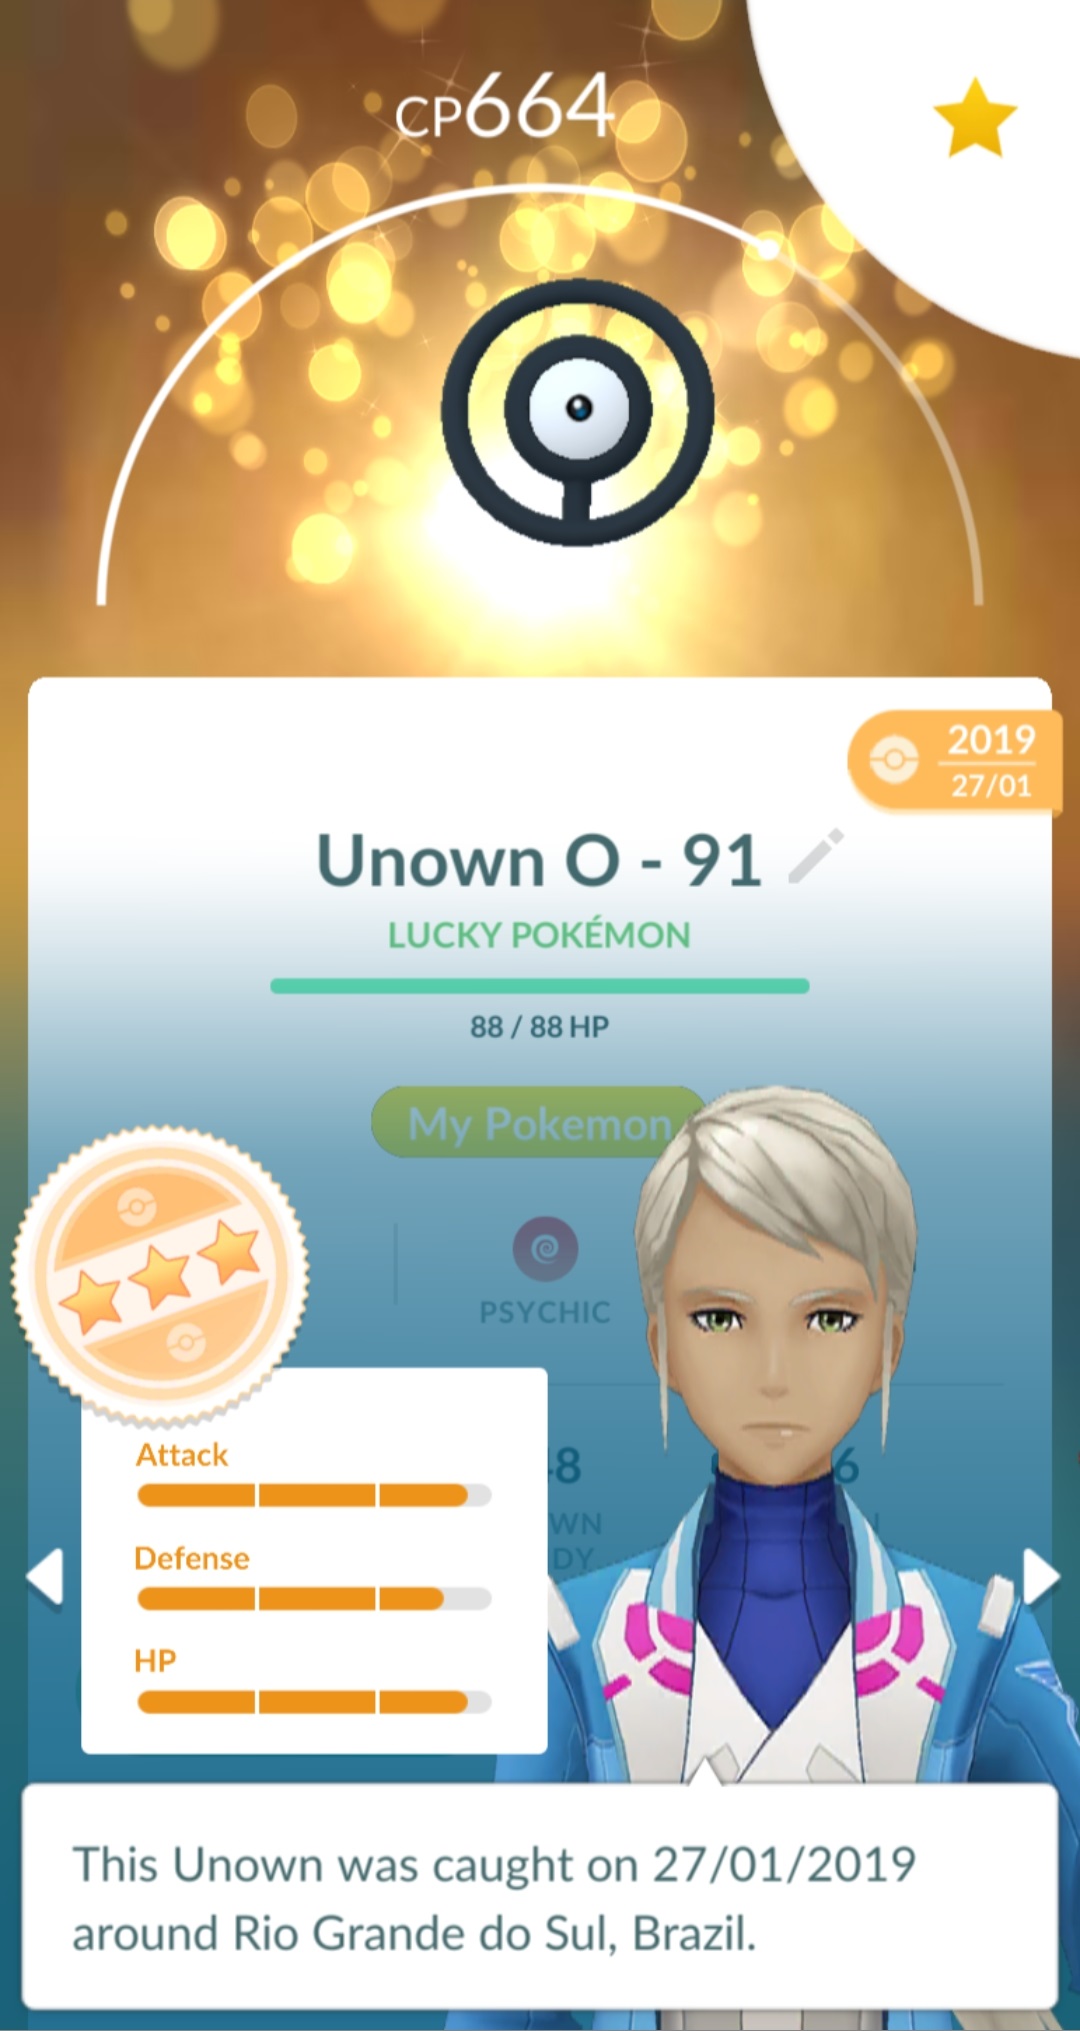 CP664
2019
27/01
Unown O - 91
LUCKY POKÉMON
88 / 88 HP
My Pokemon
PSYCHIC
Attack
Defense
HP
This Unown was caught on 27/01/2019
around Rio Grande do Sul, Brazil.